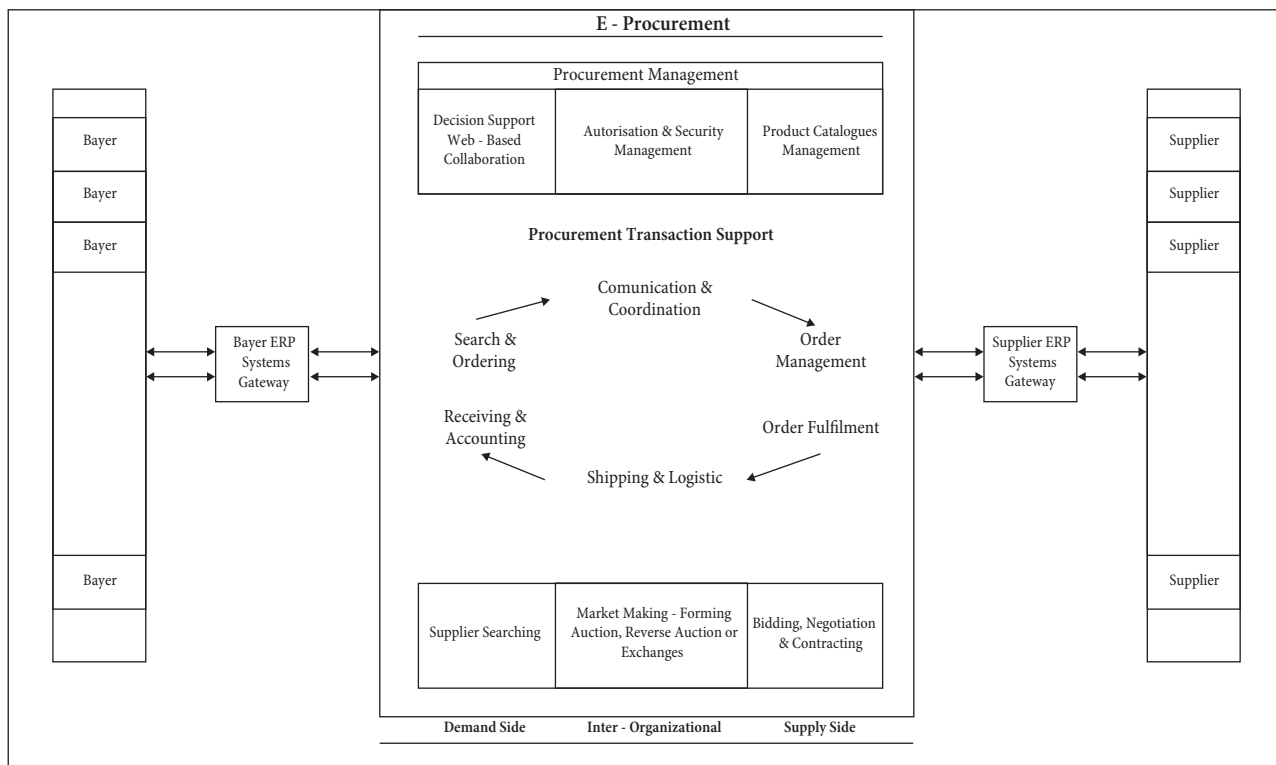 E - Procurement
Procurement Management
Decision Support
Web - Based
Collaboration
Autorisation & Security
Management
Product Catalogues
Management
Bayer
Bayer
Bayer
Bayer
Bayer ERP
Systems
Gateway
Procurement Transaction Support
Comunication &
Coordination
Search &
Ordering
Order
Management
Receiving &
Accounting
Order Fulfilment
Shipping & Logistic
Supplier Searching
Market Making - Forming
Auction, Reverse Auction or
Exchanges
Bidding, Negotiation
& Contracting
Demand Side
Inter - Organizational
Supply Side
Supplier ERP
Systems
Gateway
Supplier
Supplier
Supplier
Supplier